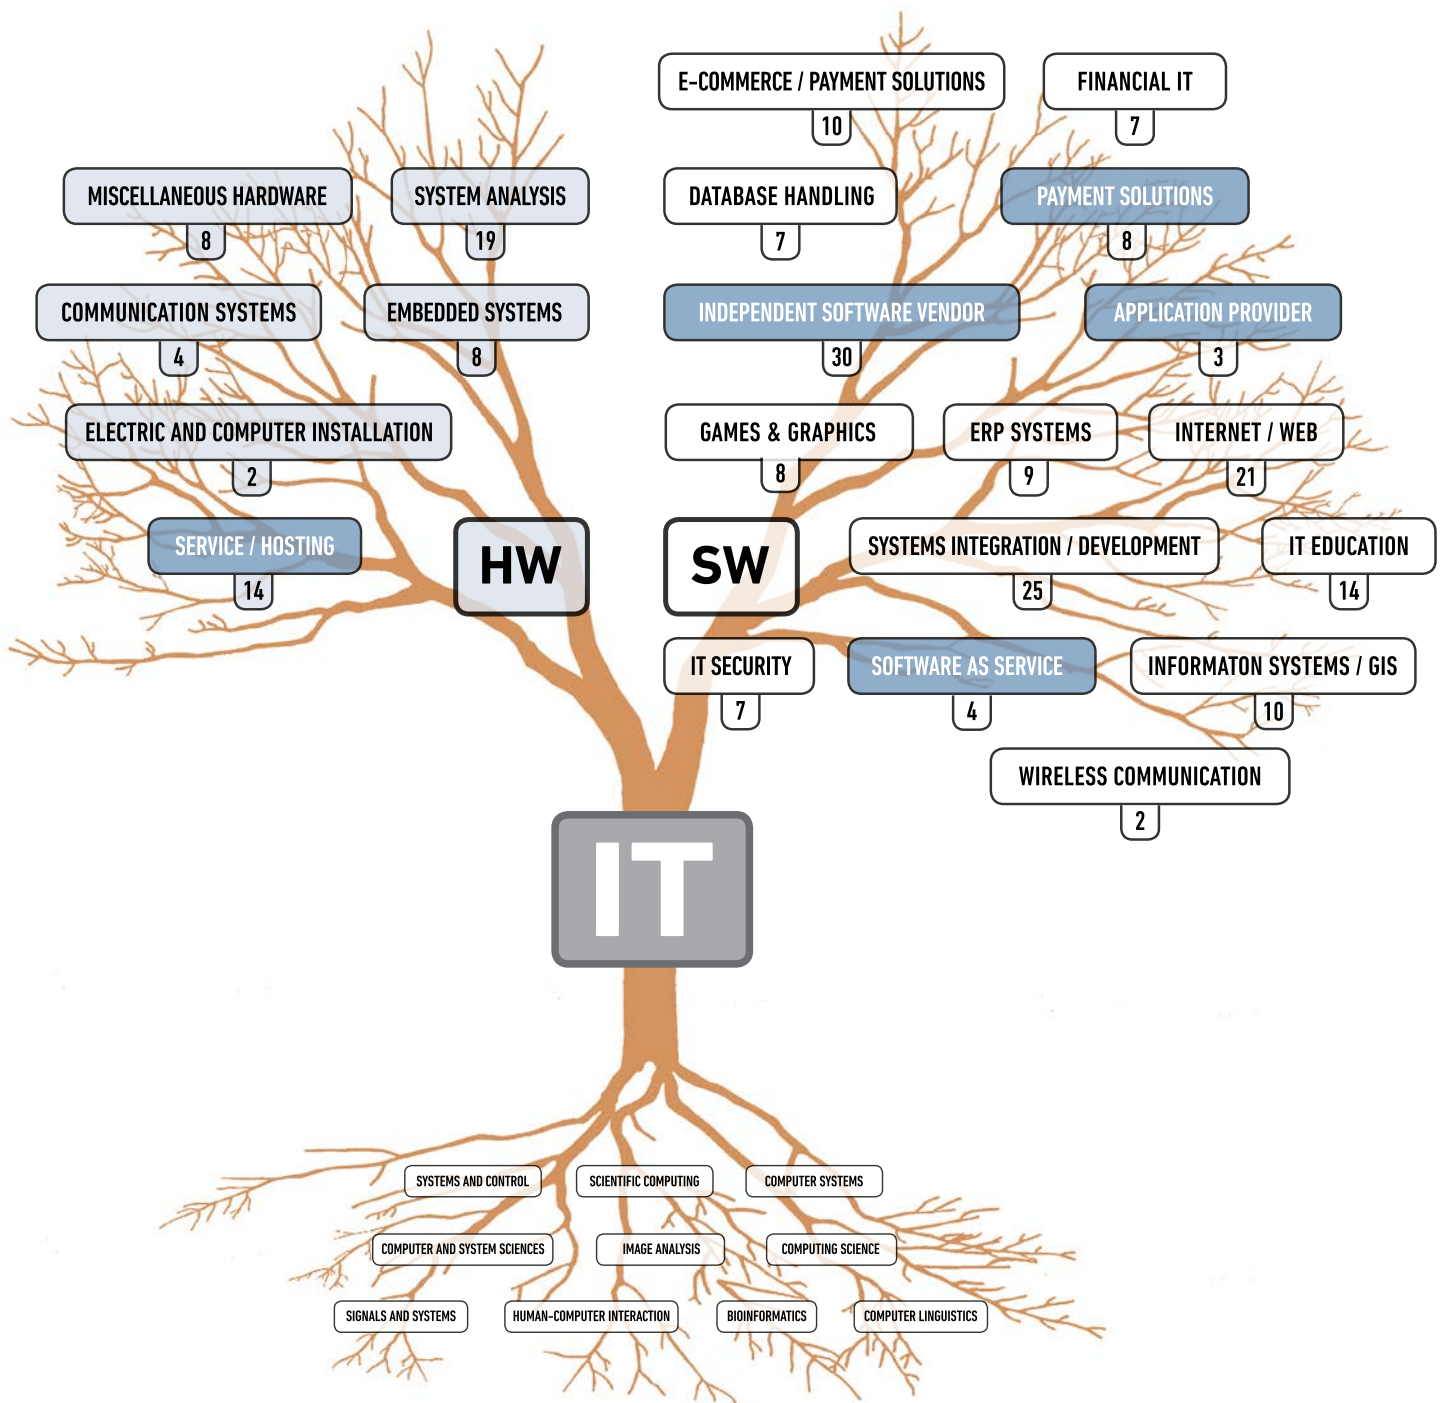 E-COMMERCE / PAYMENT SOLUTIONS
10
FINANCIAL IT
7
MISCELLANEOUS HARDWARE
8
SYSTEM ANALYSIS
19
DATABASE HANDLING
7
PAYMENT SOLUTIONS
8
COMMUNICATION SYSTEMS
4
EMBEDDED SYSTEMS
8
INDEPENDENT SOFTWARE VENDOR
30
APPLICATION PROVIDER
3
ELECTRIC AND COMPUTER INSTALLATION
2
GAMES & GRAPHICS
8
ERP SYSTEMS
9
INTERNET / WEB
21
SERVICE / HOSTING
14
HW
SW
SYSTEMS INTEGRATION / DEVELOPMENT
25
IT EDUCATION
14
IT SECURITY
7
SOFTWARE AS SERVICE
4
INFORMATON SYSTEMS / GIS
10
WIRELESS COMMUNICATION
2
IT
SYSTEMS AND CONTROL
SCIENTIFIC COMPUTING
COMPUTER SYSTEMS
COMPUTER AND SYSTEM SCIENCES
IMAGE ANALYSIS
COMPUTING SCIENCE
SIGNALS AND SYSTEMS
HUMAN-COMPUTER INTERACTION
BIOINFORMATICS
COMPUTER LINGUISTICS